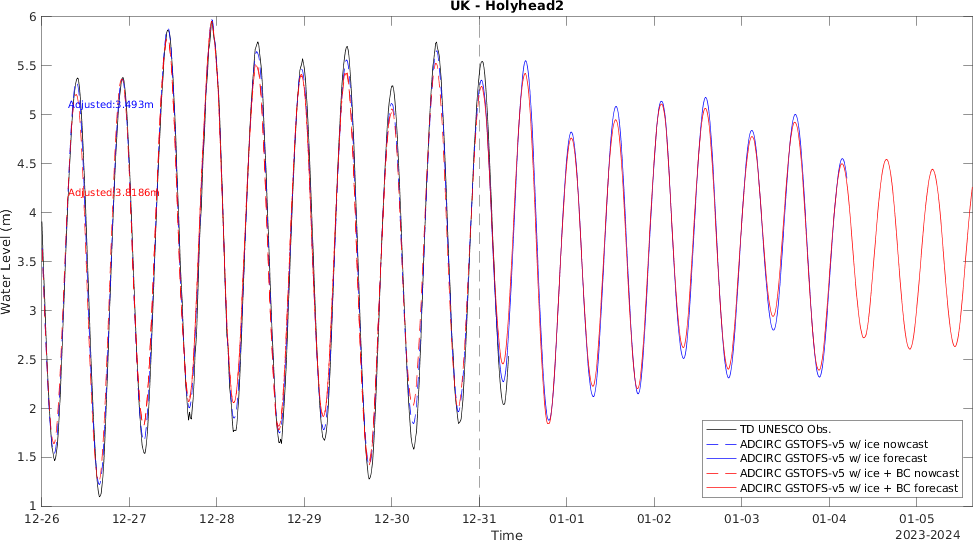 UK - Holyhead2
6
5.5
5
4.5
4
3.5
3
2.5
2
1.5
1
Water Level (m)
Adjusted:3.493m
Adjusted:3.8186m
TD UNESCO Obs.
ADCIRC GSTOFS-v5 w/ ice nowcast
ADCIRC GSTOFS-v5 w/ ice forecast
ADCIRC GSTOFS-v5 w/ ice + BC nowcast
ADCIRC GSTOFS-v5 w/ ice + BC forecast
12-26 12-27 12-28 12-29 12-30 12-31 01-01 01-02 01-03 01-04 01-05
Time
2023-2024